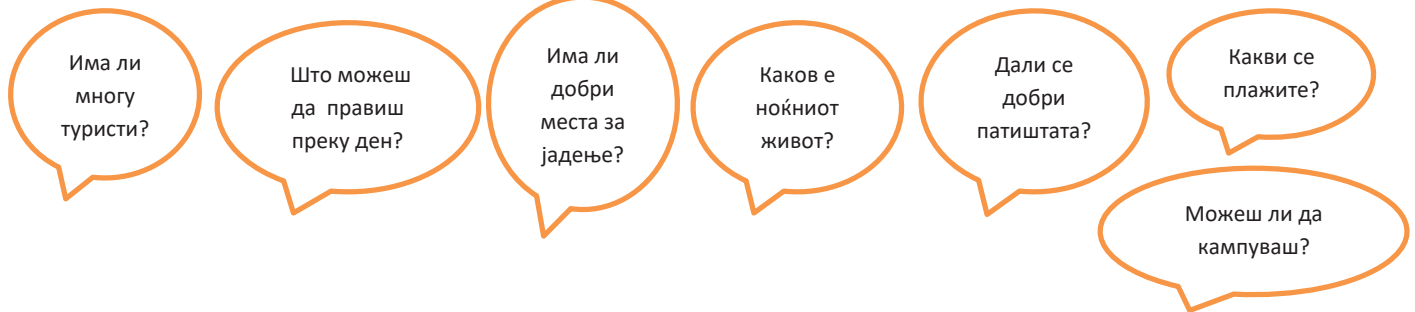 Има ли
многу
туристи?
Што можеш
да правиш
преку ден?
Има ли
добри
места за
јадење?
Каков е
ноќниот
живот?
Дали се
добри
патиштата?
Какви се
плажите?
Можеш ли да
кампуваш?